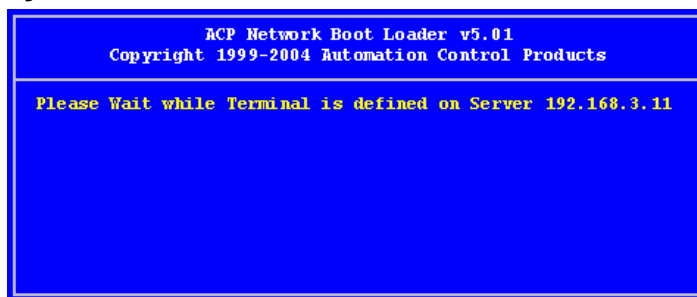 ACP Network Boot Loader v5.01
Copyright 1999-2004 Automation Control Products
Please Wait while Terminal is defined on Server 192.168.3.11